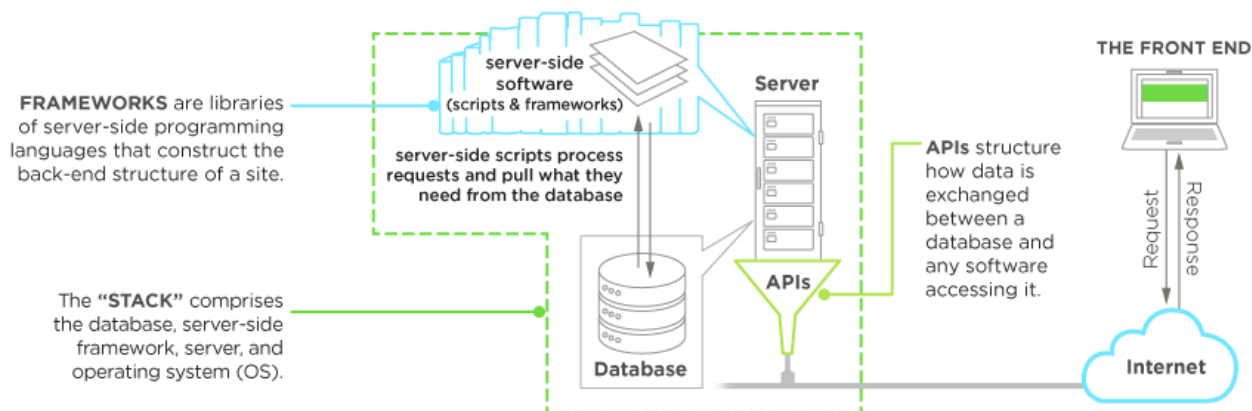 FRAMEWORKS are libraries
of server-side programming
languages that construct the
back-end structure of a site.
The “STACK” comprises
the database, server-side
framework, server, and
operating system (OS).
server-side
software
(scripts & frameworks)
server-side scripts process
requests and pull what they
need from the database
Database
Server
APIs
APIs structure
how data is
exchanged
between a
database and
any software
accessing it.
THE FRONT END
Request
Response
Internet